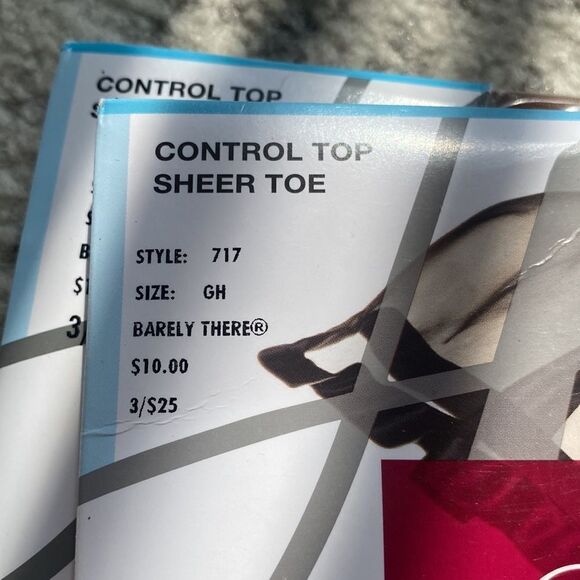 CONTROL TOP
CONTROL TOP
SHEER TOE
STYLE: 717
SIZE: GH
BARELY THERE®
$10.00
3/$25